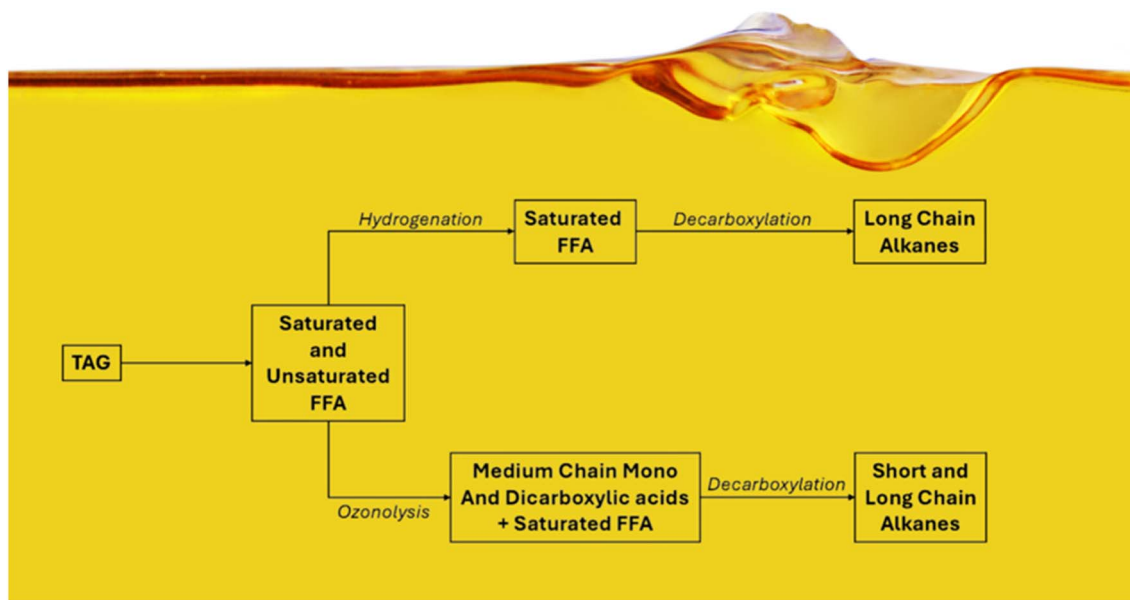 Hydrogenation
Saturated
FFA
Decarboxylation
Long Chain
Alkanes
TAG
Saturated
and
Unsaturated
FFA
Ozonolysis
Medium Chain Mono
And Dicarboxylic acids
+ Saturated FFA
Decarboxylation
Short and
Long Chain
Alkanes